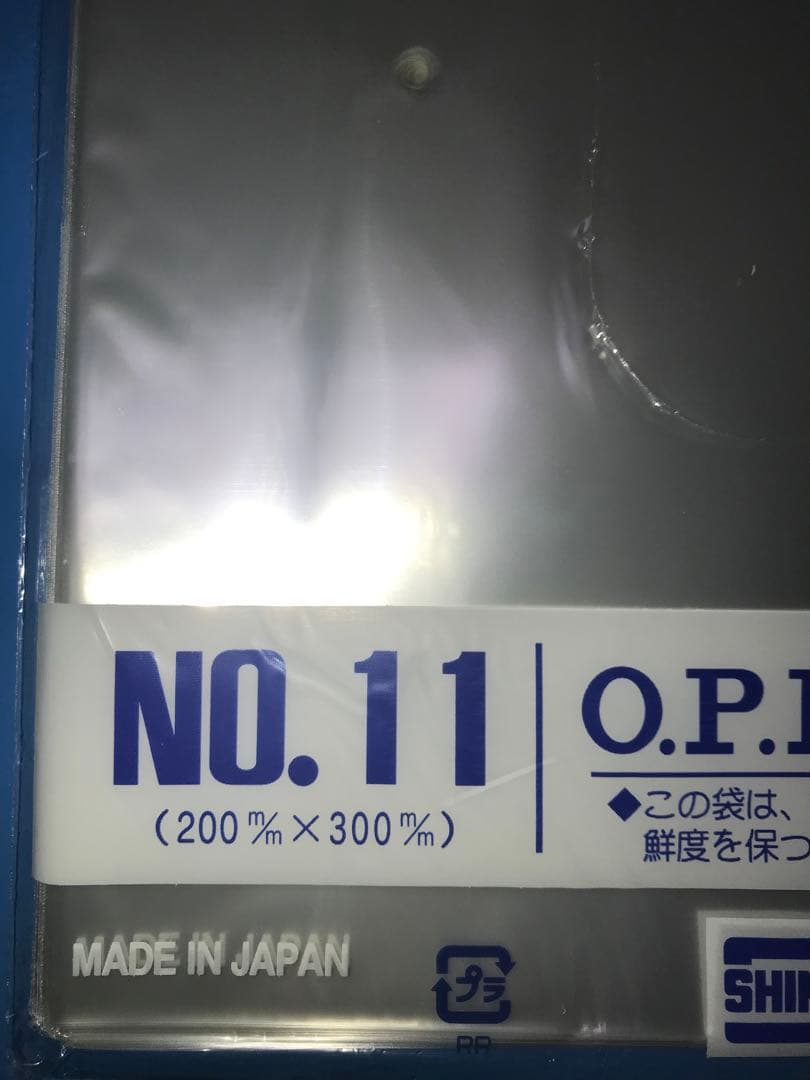 NO.11
(200㎜×300㎜)
O.P.
◆この袋は、
鮮度を保つ
MADE IN JAPAN
プラ
PP
SHIN